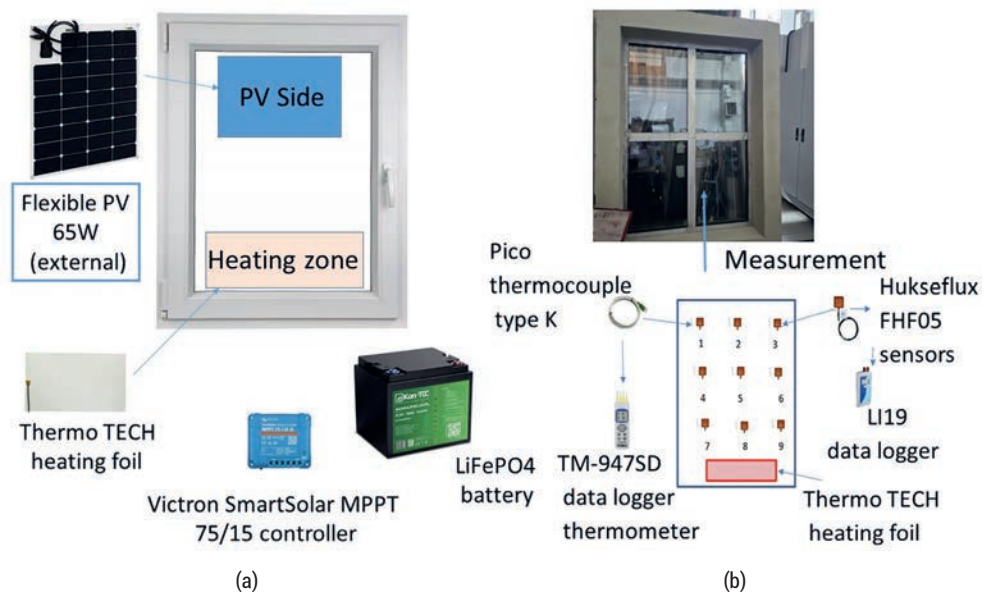 PV Side
Flexible PV
65W
(external)
Heating zone
Thermo TECH
heating foil
Victron SmartSolar MPPT
75/15 controller
LiFePO4
battery
(a)
Measurement
Pico
thermocouple
type K
Hukseflux
FHF05
sensors
1 2 3
4 5 6
7 8 9
LI19
data logger
TM-947SD
data logger
thermometer
Thermo TECH
heating foil
(b)